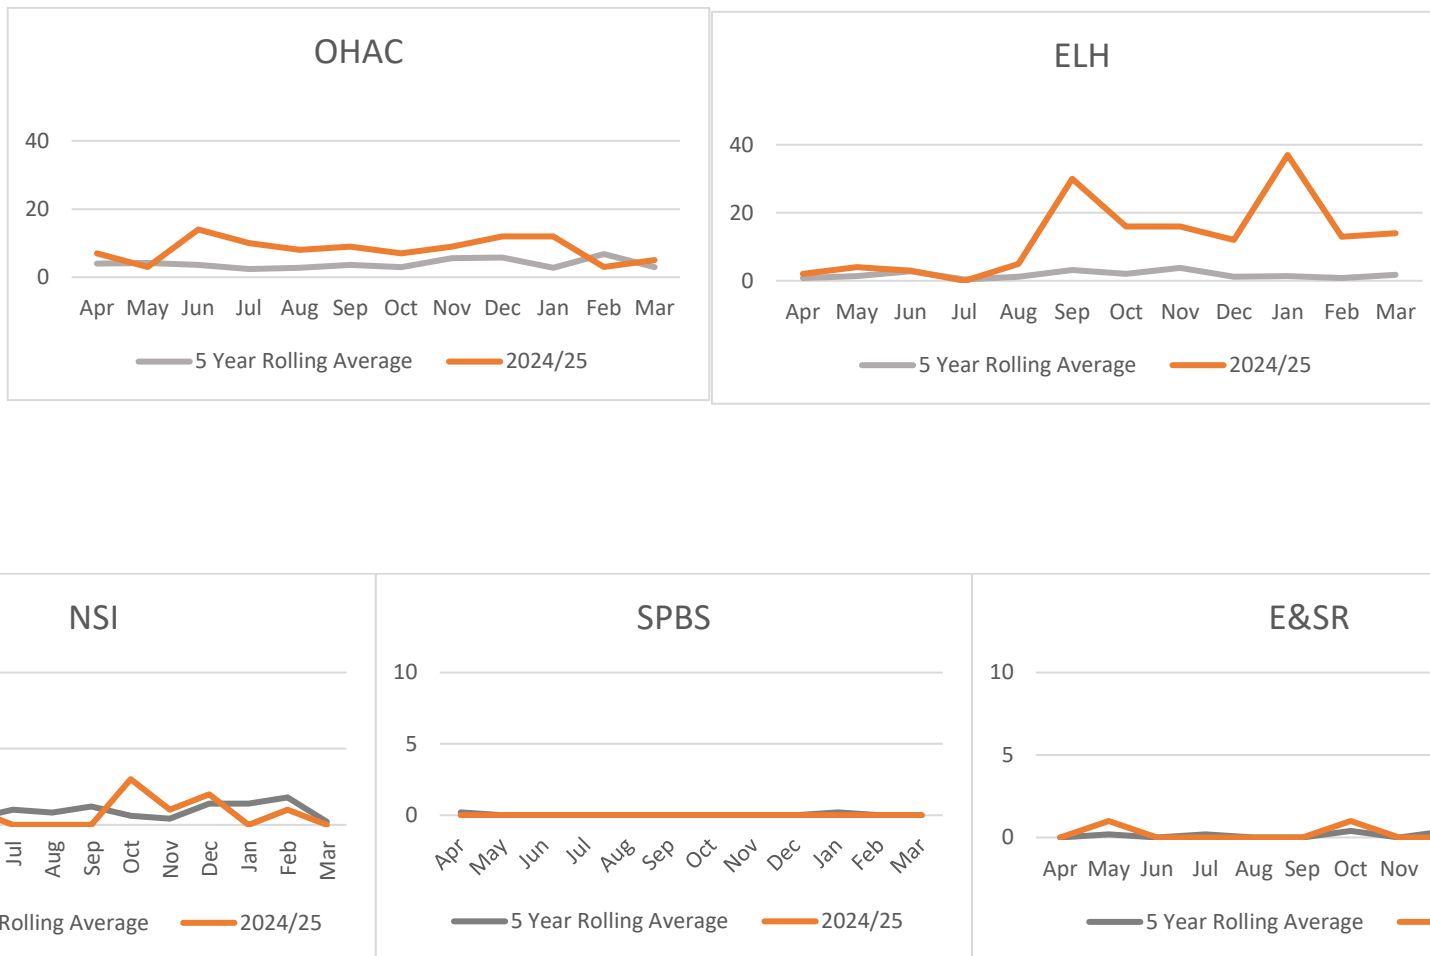 OHAC
40
20
0
Apr May Jun Jul Aug Sep Oct Nov Dec Jan Feb Mar
5 Year Rolling Average 2024/25
ELH
40
20
0
Apr May Jun Jul Aug Sep Oct Nov Dec Jan Feb Mar
5 Year Rolling Average 2024/25
NSI
Jul Aug Sep Oct Nov Dec Jan Feb Mar
Rolling Average 2024/25
SPBS
10
5
0
Apr May Jun Jul Aug Sep Oct Nov Dec Jan Feb Mar
5 Year Rolling Average 2024/25
E&SR
10
5
0
Apr May Jun Jul Aug Sep Oct Nov
5 Year Rolling Average